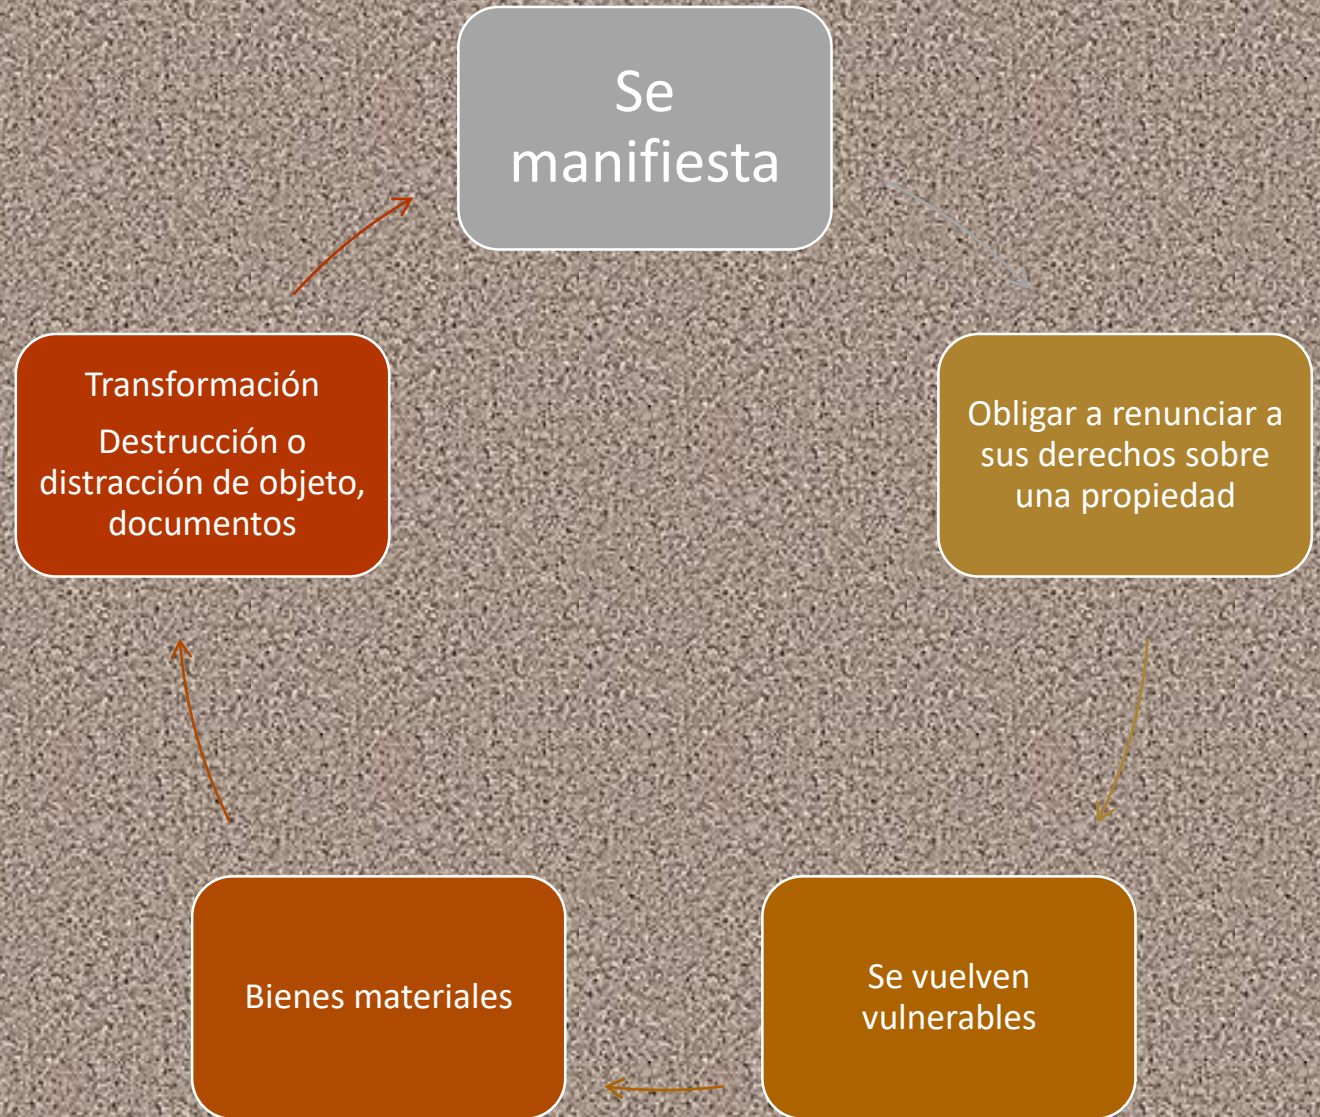 Se
manifiesta
Obligar a renunciar a
sus derechos sobre
una propiedad
Se vuelven
vulnerables
Bienes materiales
Transformación
Destrucción o
distracción de objeto,
documentos